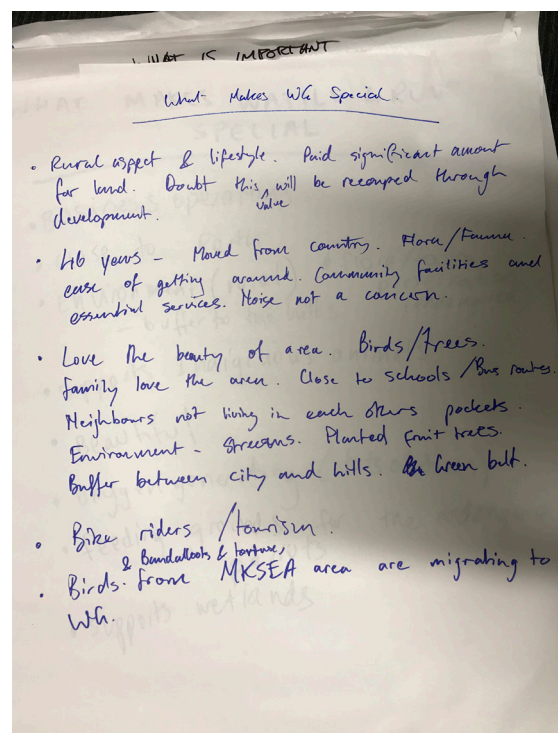 WHAT IS IMPORTANT
What Makes WG Special
• Rural aspect & lifestyle. Paid significant amount
for land. Doubt this value will be recouped through
development.
• 46 years - Moved from country. Flora/Fauna.
ease of getting around. Community facilities and
essential services. Noise not a concern.
• Love the beauty of area. Birds/trees.
Family love the area. Close to schools/Bus routes.
Neighbours not living in each others pockets.
Environment - Streams. Planted fruit trees.
Buffer between city and hills. Green belt.
• Bike riders/tourism.
& Bandalloots &
• Birds. from MKSEA area are migrating to
WG.
wetlands